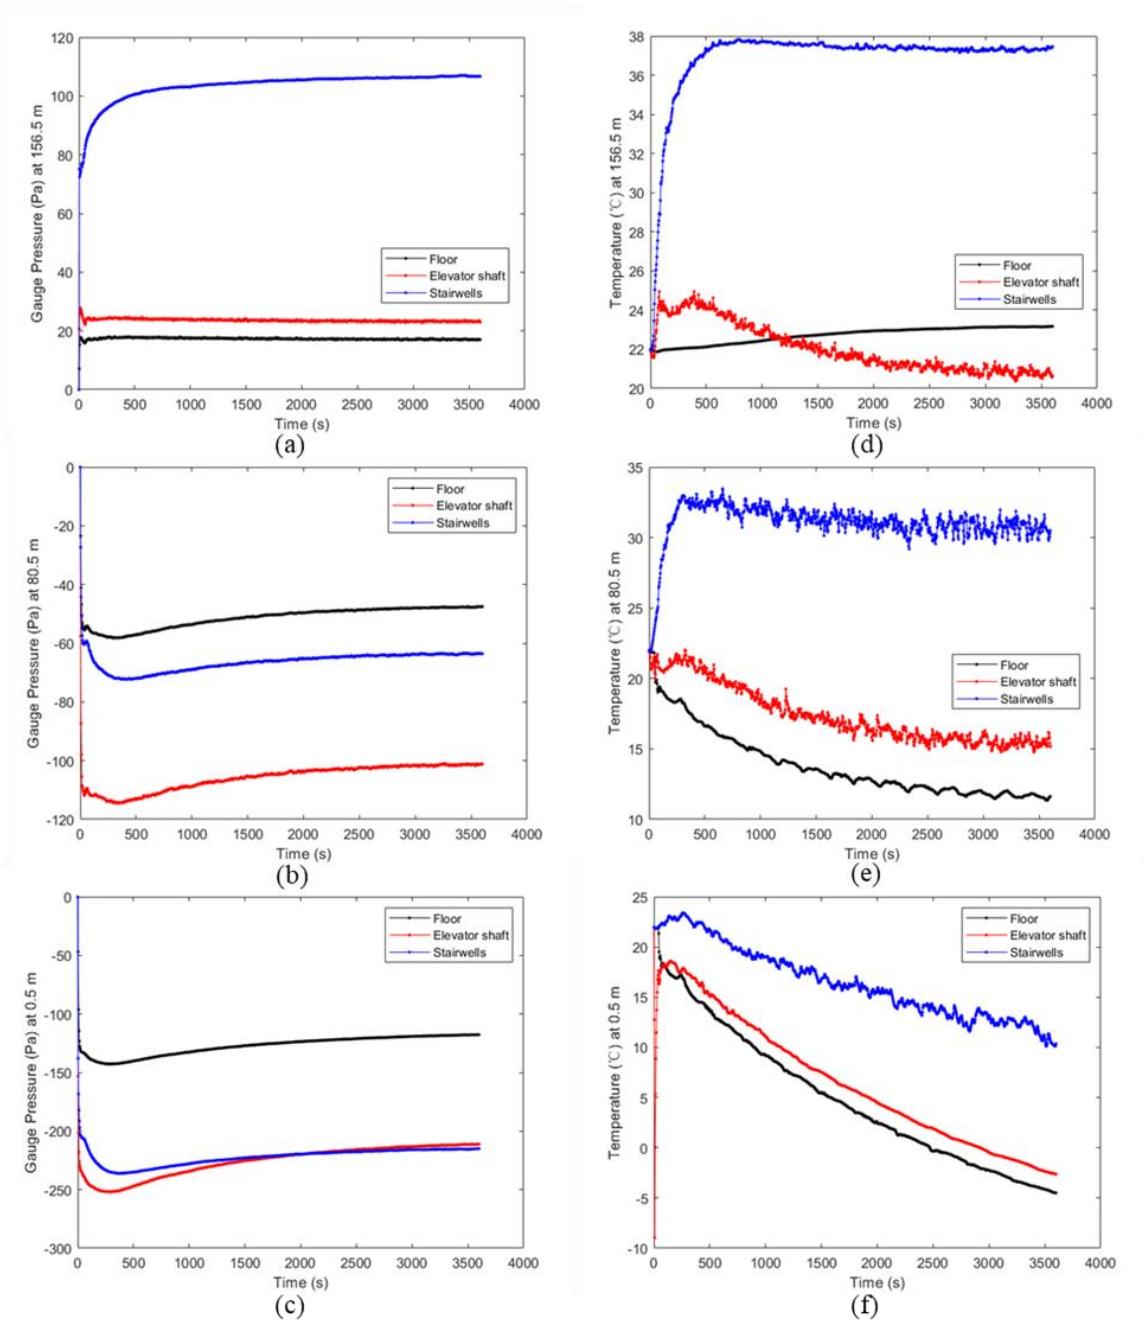 120
100
80
60
40
20
0
Gauge Pressure (Pa) at 156.5 m
Floor
Elevator shaft
Stairwells
0 500 1000 1500 2000 2500 3000 3500 4000
Time (s)
(a)
38
36
34
32
30
28
26
24
22
20
Temperature (℃) at 156.5 m
Floor
Elevator shaft
Stairwells
0 500 1000 1500 2000 2500 3000 3500 4000
Time (s)
(d)
0
-20
-40
-60
-80
-100
-120
Gauge Pressure (Pa) at 80.5 m
Floor
Elevator shaft
Stairwells
0 500 1000 1500 2000 2500 3000 3500 4000
Time (s)
(b)
35
30
25
20
15
10
Temperature (℃) at 80.5 m
Floor
Elevator shaft
Stairwells
0 500 1000 1500 2000 2500 3000 3500 4000
Time (s)
(e)
0
-50
-100
-150
-200
-250
-300
Gauge Pressure (Pa) at 0.5 m
Floor
Elevator shaft
Stairwells
0 500 1000 1500 2000 2500 3000 3500 4000
Time (s)
(c)
25
20
15
10
5
0
-5
-10
Temperature (℃) at 0.5 m
Floor
Elevator shaft
Stairwells
0 500 1000 1500 2000 2500 3000 3500 4000
Time (s)
(f)